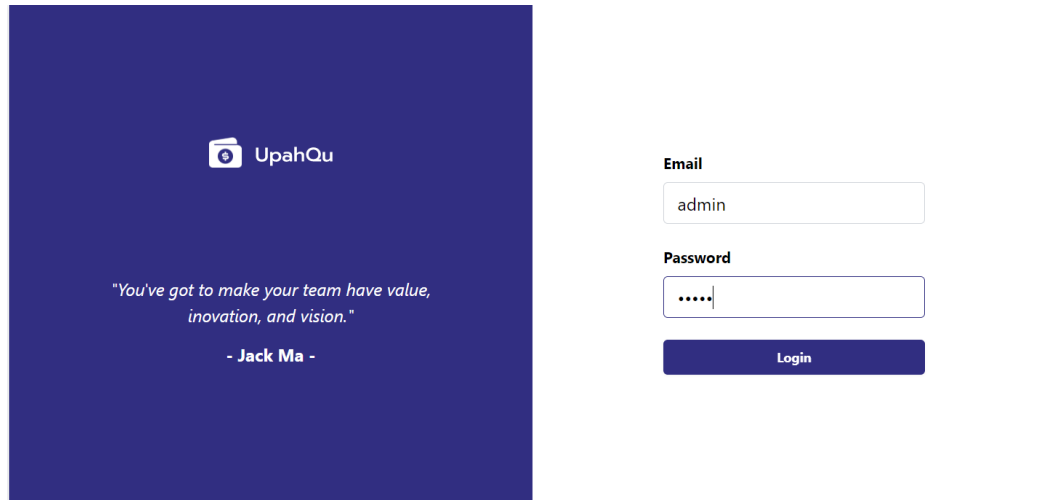 UpahQu
"You've got to make your team have value,
inovation, and vision."
- Jack Ma -
Email
admin
Password
•••••
Login